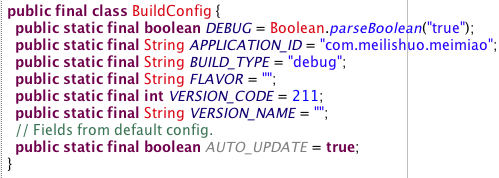 public final class BuildConfig {
public static final boolean DEBUG = Boolean.parseBoolean("true");
public static final String APPLICATION_ID = "com.meilishuo.meimiao";
public static final String BUILD_TYPE = "debug";
public static final String FLAVOR = "";
public static final int VERSION_CODE = 211;
public static final String VERSION_NAME = "";
// Fields from default config.
public static final boolean AUTO_UPDATE = true;
}